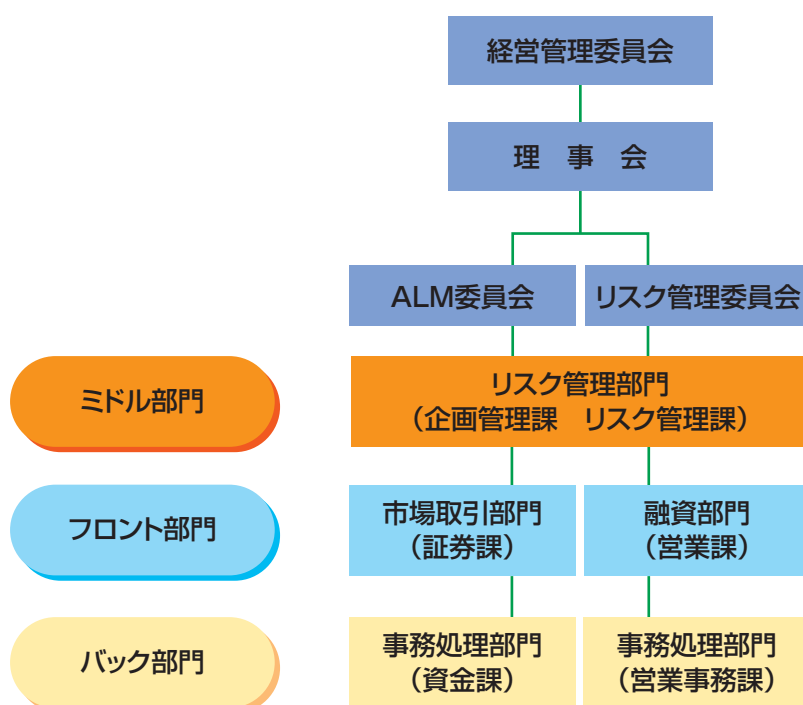 経営管理委員会
理　事　会
ALM委員会
リスク管理委員会
ミドル部門
リスク管理部門
（企画管理課　リスク管理課）
フロント部門
市場取引部門
（証券課）
融資部門
（営業課）
バック部門
事務処理部門
（資金課）
事務処理部門
（営業事務課）